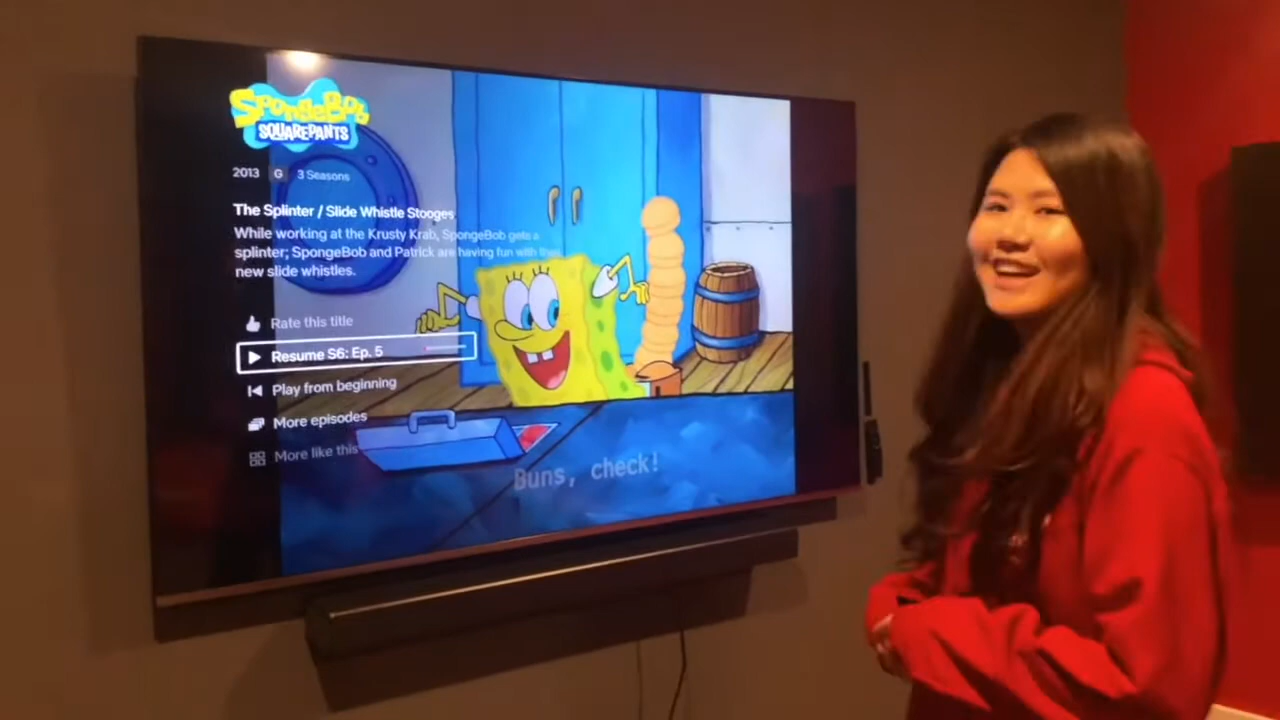 SpongeBob
SQUAREPANTS
2013 G 3 Seasons
The Splinter / Slide Whistle Stooges
While working at the Krusty Krab, SpongeBob gets a
splinter; SpongeBob and Patrick are having fun with their
new slide whistles.
Rate this title
Resume S6: Ep. 5
Play from beginning
More episodes
More like this
Buns, check!